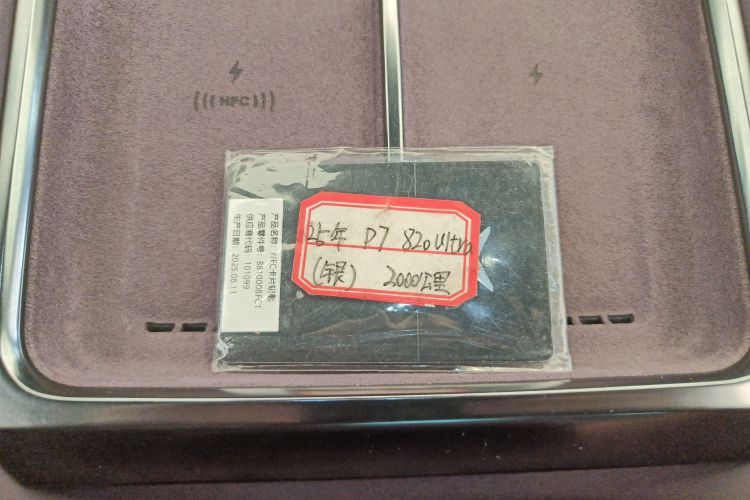 NFC
25年 P7 820 Ultra
(银) 2000公里
产品名称：NFC卡片钥匙
产品零件号：8810008FC1
供应商代码：101099
生产日期：2025.08.11